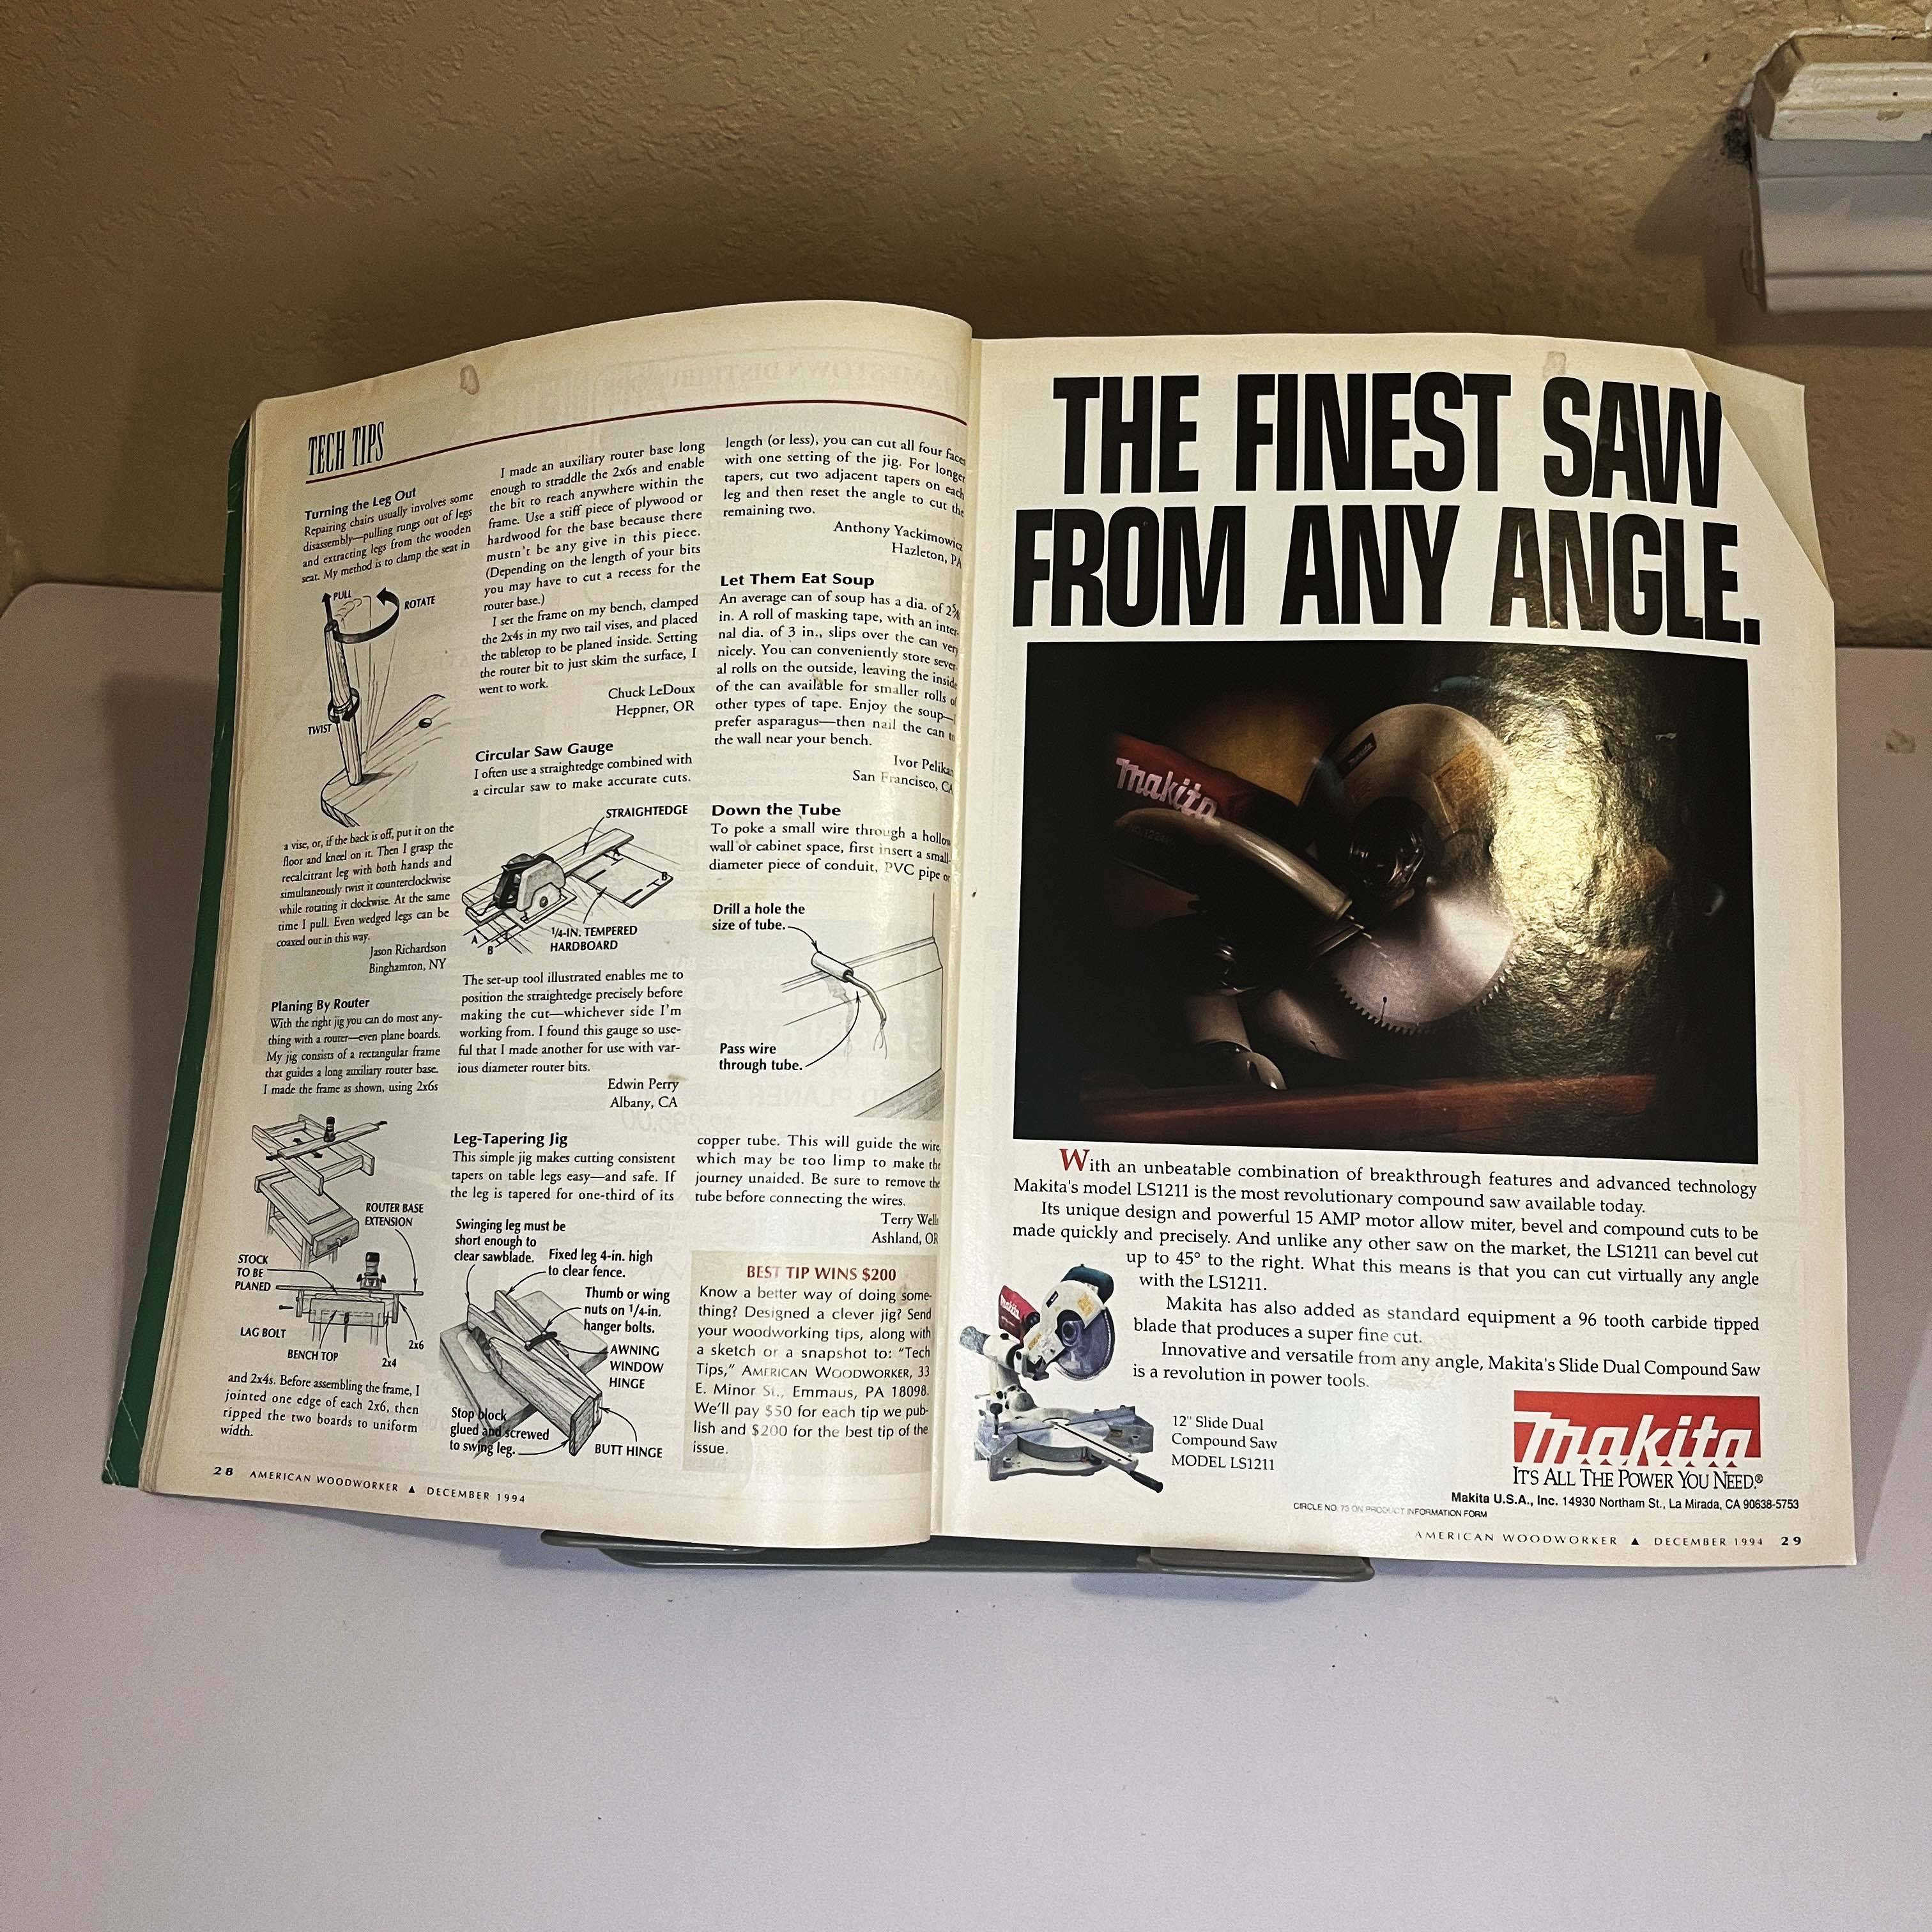 TECH TIPS
Turning the Leg Out
Repairing chairs usually involves some
disassembly—pulling rungs out of legs
and extracting legs from the wooden
seat. My method is to clamp the seat in
PULL
ROTATE
TWIST
a vise, or, if the back is off, put it on the
floor and kneel on it. Then I grasp the
recalcitrant leg with both hands and
simultaneously twist it counterclockwise
while rotating it clockwise. At the same
time I pull. Even wedged legs can be
coaxed out in this way.
Jason Richardson
Binghamton, NY
Planing By Router
With the right jig you can do most any-
thing with a router—even plane boards.
My jig consists of a rectangular frame
that guides a long auxiliary router base.
I made the frame as shown, using 2x6s
ROUTER BASE
EXTENSION
STOCK
TO BE
PLANED
LAG BOLT
BENCH TOP
2x4
2x6
and 2x4s. Before assembling the frame, I
jointed one edge of each 2x6, then
ripped the two boards to uniform
width.
I made an auxiliary router base long
enough to straddle the 2x6s and enable
the bit to reach anywhere within the
frame. Use a stiff piece of plywood or
hardwood for the base because there
mustn't be any give in this piece.
(Depending on the length of your bits
you may have to cut a recess for the
router base.)
I set the frame on my bench, clamped
the 2x4s in my two tail vises, and placed
the tabletop to be planed inside. Setting
the router bit to just skim the surface, I
went to work.
Chuck LeDoux
Heppner, OR
Circular Saw Gauge
I often use a straightedge combined with
a circular saw to make accurate cuts.
STRAIGHTEDGE
B
A
B
1/4-IN. TEMPERED
HARDBOARD
The set-up tool illustrated enables me to
position the straightedge precisely before
making the cut—whichever side I'm
working from. I found this gauge so use-
ful that I made another for use with var-
ious diameter router bits.
Edwin Perry
Albany, CA
Leg-Tapering Jig
This simple jig makes cutting consistent
tapers on table legs easy—and safe. If
the leg is tapered for one-third of its
Swinging leg must be
short enough to
clear sawblade.
Fixed leg 4-in. high
to clear fence.
Thumb or wing
nuts on 1/4-in.
hanger bolts.
AWNING
WINDOW
HINGE
Stop block
glued and screwed
to swing leg.
BUTT HINGE
length (or less), you can cut all four faces
with one setting of the jig. For longer
tapers, cut two adjacent tapers on each
leg and then reset the angle to cut the
remaining two.
Anthony Yackimowicz
Hazleton, PA
Let Them Eat Soup
An average can of soup has a dia. of 2 5/8
in. A roll of masking tape, with an inter-
nal dia. of 3 in., slips over the can very
nicely. You can conveniently store sever-
al rolls on the outside, leaving the inside
of the can available for smaller rolls of
other types of tape. Enjoy the soup—
prefer asparagus—then nail the can to
the wall near your bench.
Ivor Pelikan
San Francisco, CA
Down the Tube
To poke a small wire through a hollow
wall or cabinet space, first insert a small-
diameter piece of conduit, PVC pipe or
Drill a hole the
size of tube.
Pass wire
through tube.
copper tube. This will guide the wire,
which may be too limp to make the
journey unaided. Be sure to remove the
tube before connecting the wires.
Terry Wells
Ashland, OR
BEST TIP WINS $200
Know a better way of doing some-
thing? Designed a clever jig? Send
your woodworking tips, along with
a sketch or a snapshot to: "Tech
Tips," AMERICAN WOODWORKER, 33
E. Minor St., Emmaus, PA 18098.
We'll pay $50 for each tip we pub-
lish and $200 for the best tip of the
issue.
28 AMERICAN WOODWORKER ▲ DECEMBER 1994
THE FINEST SAW
FROM ANY ANGLE.
makita
With an unbeatable combination of breakthrough features and advanced technology
Makita's model LS1211 is the most revolutionary compound saw available today.
Its unique design and powerful 15 AMP motor allow miter, bevel and compound cuts to be
made quickly and precisely. And unlike any other saw on the market, the LS1211 can bevel cut
up to 45° to the right. What this means is that you can cut virtually any angle
with the LS1211.
Makita has also added as standard equipment a 96 tooth carbide tipped
blade that produces a super fine cut.
Innovative and versatile from any angle, Makita's Slide Dual Compound Saw
is a revolution in power tools.
makita
12" Slide Dual
Compound Saw
MODEL LS1211
makita
IT'S ALL THE POWER YOU NEED.®
Makita U.S.A., Inc. 14930 Northam St., La Mirada, CA 90638-5753
CIRCLE NO. 73 ON PRODUCT INFORMATION FORM
AMERICAN WOODWORKER ▲ DECEMBER 1994 29